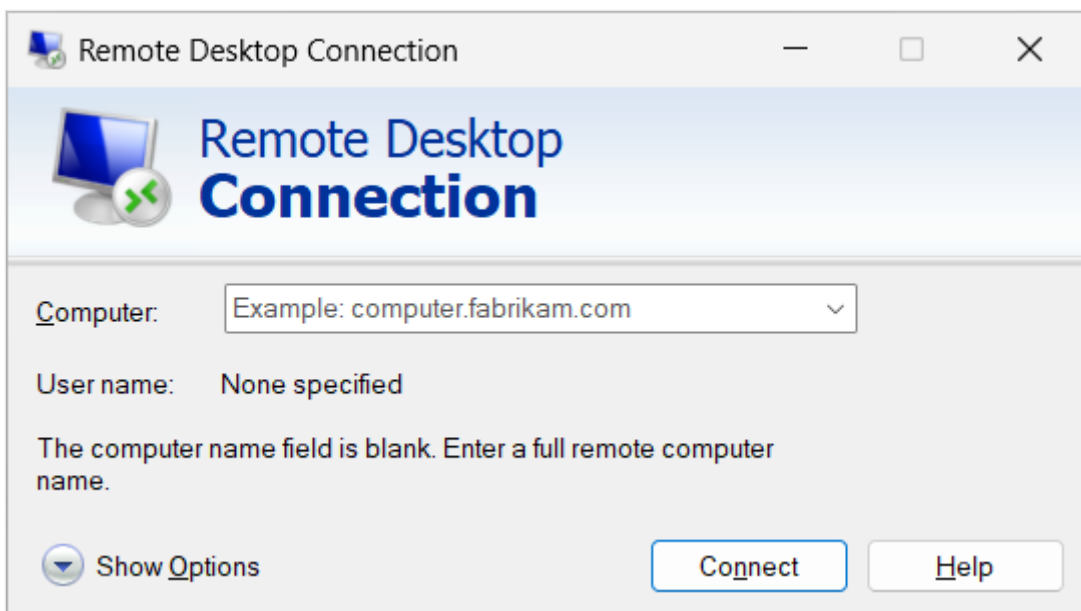 Remote Desktop Connection
Remote Desktop
Connection
Computer:
Example: computer.fabrikam.com
User name: None specified
The computer name field is blank. Enter a full remote computer
name.
Show Options
Connect
Help